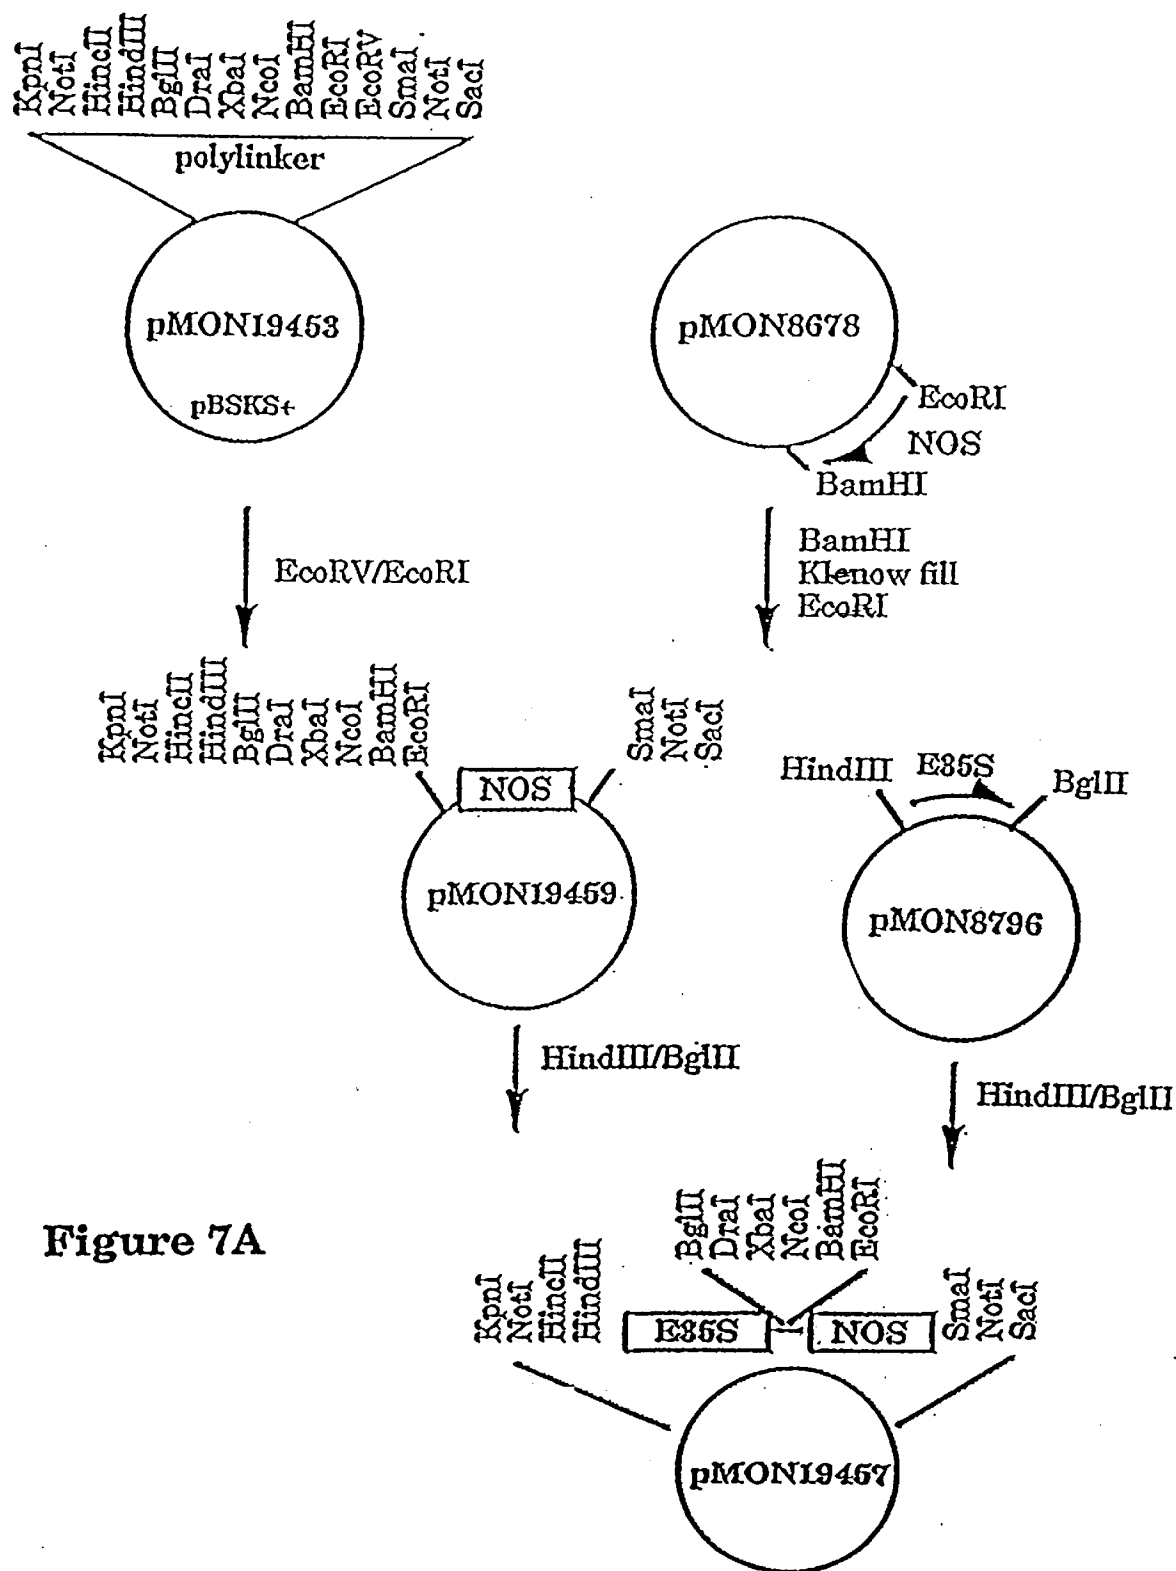 KpnI
NotI
HincII
HindIII
BglII
DraI
XbaI
NcoI
BamHI
EcoRI
EcoRV
SmaI
NotI
SacI
polylinker
pMON19453
pBSKS+
pMON8678
EcoRI
NOS
BamHI
EcoRV/EcoRI
BamHI
Klenow fill
EcoRI
KpnI
NotI
HincII
HindIII
BglII
DraI
XbaI
NcoI
BamHI
EcoRI
SmaI
NotI
SacI
NOS
pMON19459
HindIII
E35S
BglII
pMON8796
HindIII/BglII
HindIII/BglII
Figure 7A
KpnI
NotI
HincII
HindIII
BglII
DraI
XbaI
NcoI
BamHI
EcoRI
SmaI
NotI
SacI
E35S
NOS
pMON19457